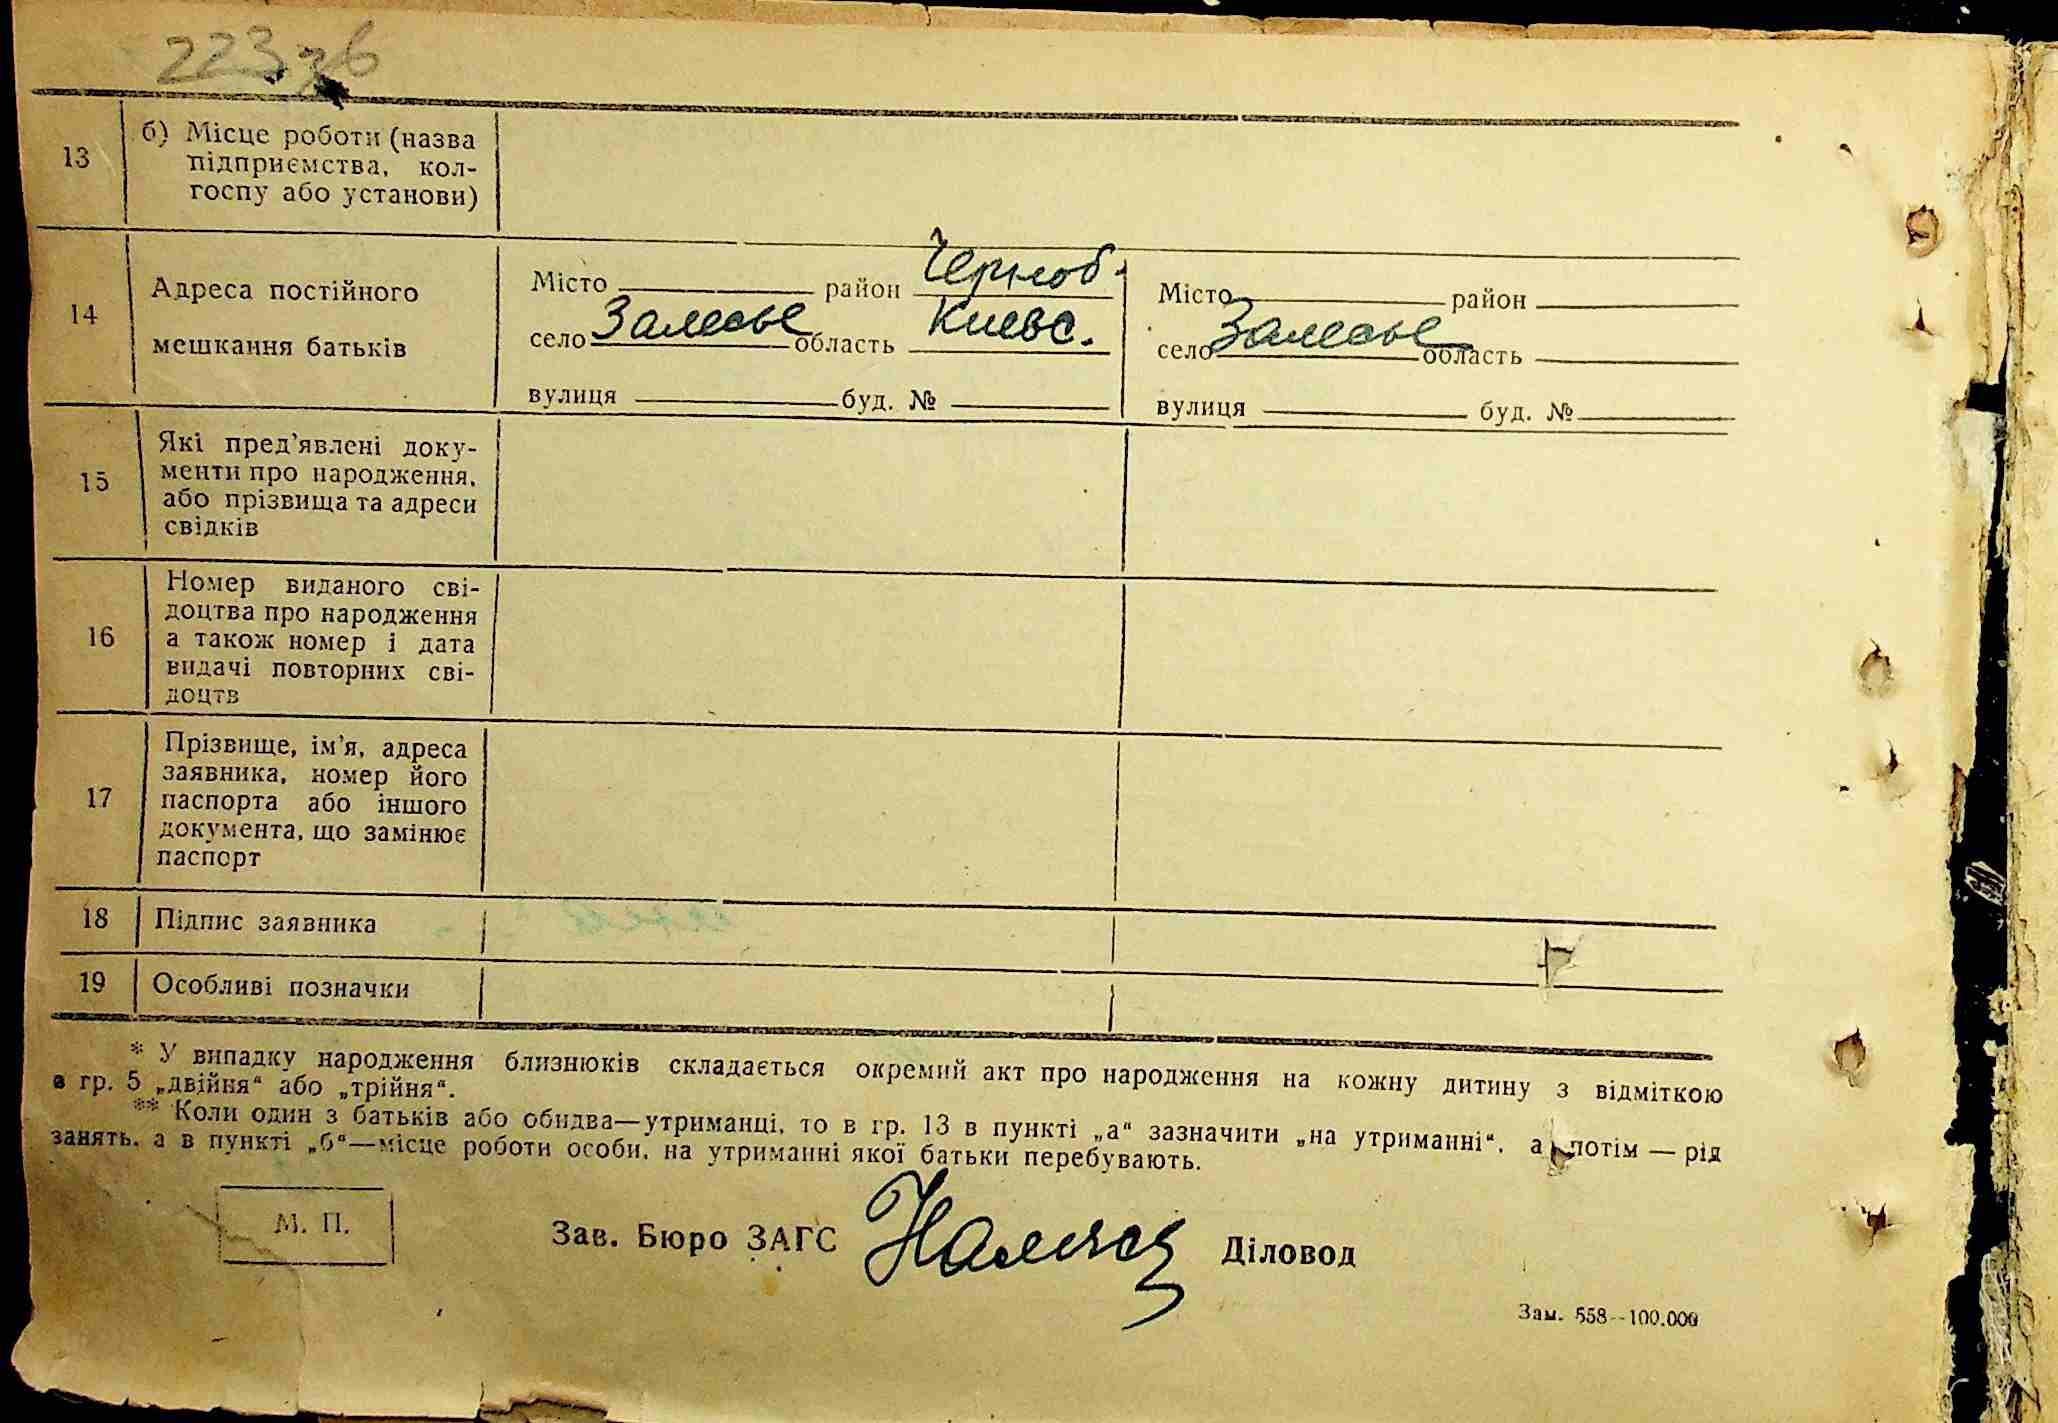 223 зв
13 б) Місце роботи (назва
підприємства, кол-
госпу або установи)
14 Адреса постійного
мешкання батьків
Місто район Черноб.
село Залесье область Киевс.
вулиця буд. №
Місто район
село Залесье область
вулиця буд. №
15 Які пред'явлені доку-
менти про народження,
або прізвища та адреси
свідків
16 Номер виданого сві-
доцтва про народження
а також номер і дата
видачі повторних сві-
доцтв
17 Прізвище, ім'я, адреса
заявника, номер його
паспорта або іншого
документа, що замінює
паспорт
18 Підпис заявника
19 Особливі позначки
* У випадку народження близнюків складається окремий акт про народження на кожну дитину з відміткою
в гр. 5 „двійня“ або „трійня“.
** Коли один з батьків або обидва—утриманці, то в гр. 13 в пункті „а“ зазначити „на утриманні“, а потім — рід
занять, а в пункті „б“—місце роботи особи, на утриманні якої батьки перебувають.
М. П.
Зав. Бюро ЗАГС Діловод
Зам. 558--100.000